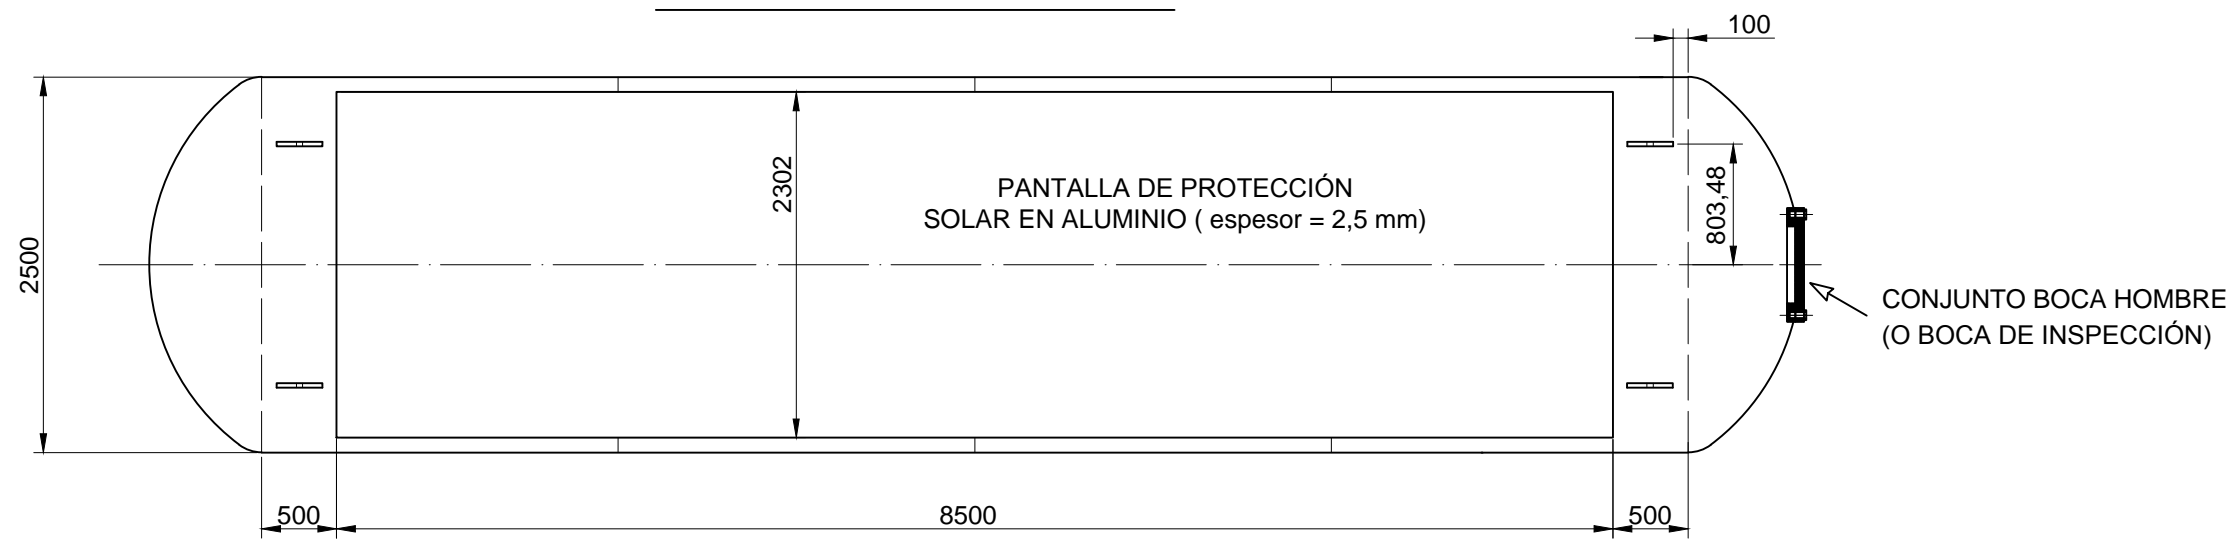 100
2302
PANTALLA DE PROTECCIÓN
SOLAR EN ALUMINIO ( espesor = 2,5 mm)
803,48
2500
CONJUNTO BOCA HOMBRE
(O BOCA DE INSPECCIÓN)
500
8500
500